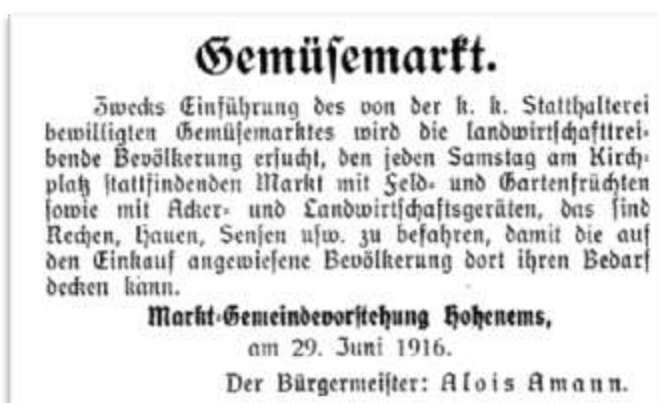 Gemüsemarkt.
Zwecks Einführung des von der k. k. Statthalterei
bewilligten Gemüsemarktes wird die landwirtschafttrei-
bende Bevölkerung ersucht, den jeden Samstag am Kirch-
platz stattfindenden Markt mit Feld- und Gartenfrüchten
sowie mit Acker- und Landwirtschaftsgeräten, das sind
Rechen, Hauen, Sensen usw. zu befahren, damit die auf
den Einkauf angewiesene Bevölkerung dort ihren Bedarf
decken kann.
Markt-Gemeindevorstehung Hohenems,
am 29. Juni 1916.
Der Bürgermeister: Alois Amann.